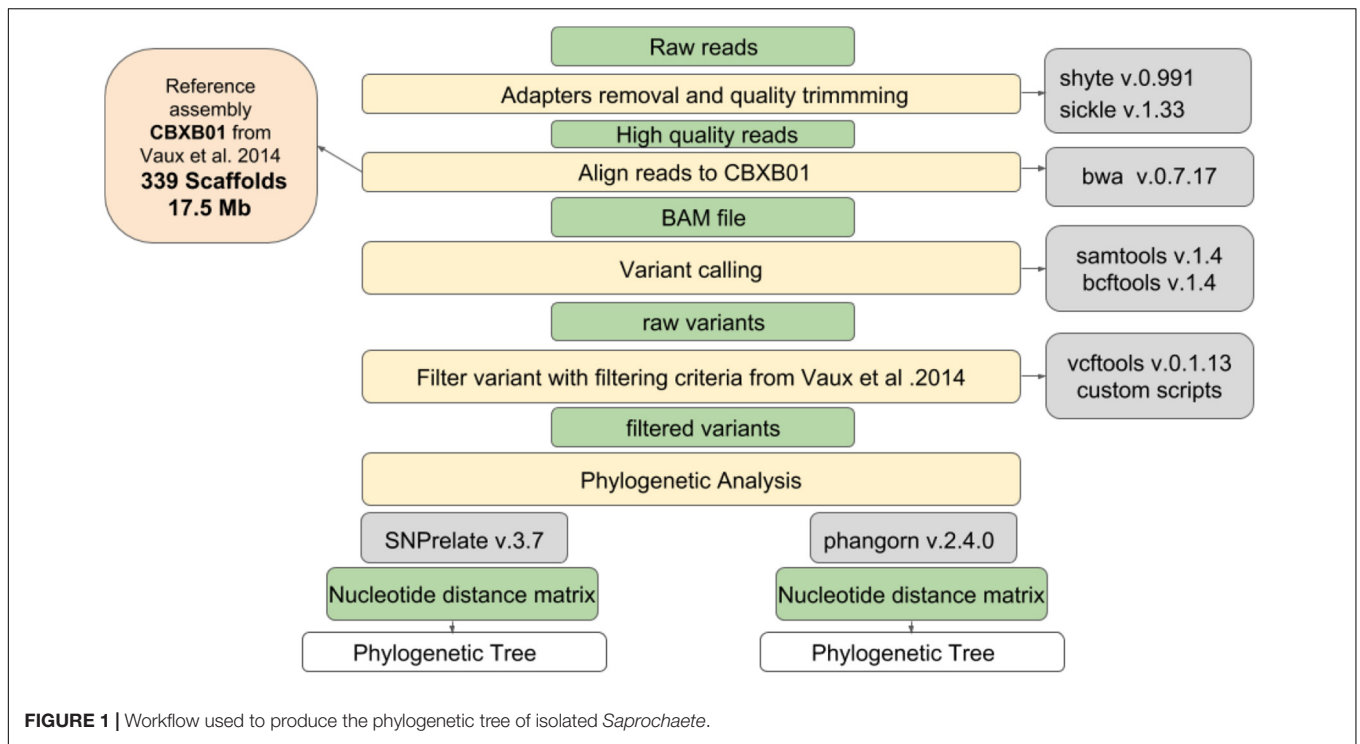 Raw reads
Adapters removal and quality trimmming
shyte v.0.991
sickle v.1.33
Reference
assembly
CBXB01 from
Vaux et al. 2014
339 Scaffolds
17.5 Mb
High quality reads
Align reads to CBXB01
bwa v.0.7.17
BAM file
Variant calling
samtools v.1.4
bcftools v.1.4
raw variants
Filter variant with filtering criteria from Vaux et al .2014
vcftools v.0.1.13
custom scripts
filtered variants
Phylogenetic Analysis
SNPrelate v.3.7
phangorn v.2.4.0
Nucleotide distance matrix
Nucleotide distance matrix
Phylogenetic Tree
Phylogenetic Tree
FIGURE 1 | Workflow used to produce the phylogenetic tree of isolated Saprochaete.